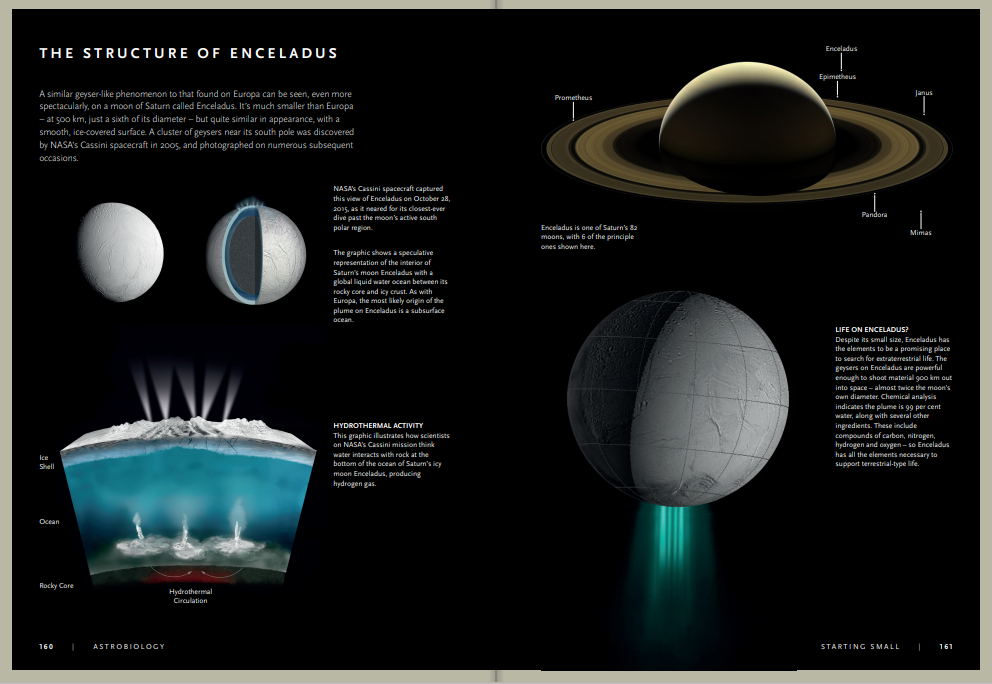 THE STRUCTURE OF ENCELADUS
A similar geyser-like phenomenon to that found on Europa can be seen, even more
spectacularly, on a moon of Saturn called Enceladus. It's much smaller than Europa
– at 500 km, just a sixth of its diameter – but quite similar in appearance, with a
smooth, ice-covered surface. A cluster of geysers near its south pole was discovered
by NASA's Cassini spacecraft in 2005, and photographed on numerous subsequent
occasions.
NASA's Cassini spacecraft captured
this view of Enceladus on October 28,
2015, as it neared for its closest-ever
dive past the moon's active south
polar region.
The graphic shows a speculative
representation of the interior of
Saturn's moon Enceladus with a
global liquid water ocean between its
rocky core and icy crust. As with
Europa, the most likely origin of the
plume on Enceladus is a subsurface
ocean.
HYDROTHERMAL ACTIVITY
This graphic illustrates how scientists
on NASA's Cassini mission think
water interacts with rock at the
bottom of the ocean of Saturn's icy
moon Enceladus, producing
hydrogen gas.
Ice
Shell
Ocean
Rocky Core
Hydrothermal
Circulation
160 | ASTROBIOLOGY
Enceladus
Epimetheus
Prometheus
Janus
Pandora
Mimas
Enceladus is one of Saturn's 82
moons, with 6 of the principle
ones shown here.
LIFE ON ENCELADUS?
Despite its small size, Enceladus has
the elements to be a promising place
to search for extraterrestrial life. The
geysers on Enceladus are powerful
enough to shoot material 900 km out
into space – almost twice the moon's
own diameter. Chemical analysis
indicates the plume is 99 per cent
water, along with several other
ingredients. These include
compounds of carbon, nitrogen,
hydrogen and oxygen – so Enceladus
has all the elements necessary to
support terrestrial-type life.
STARTING SMALL | 161